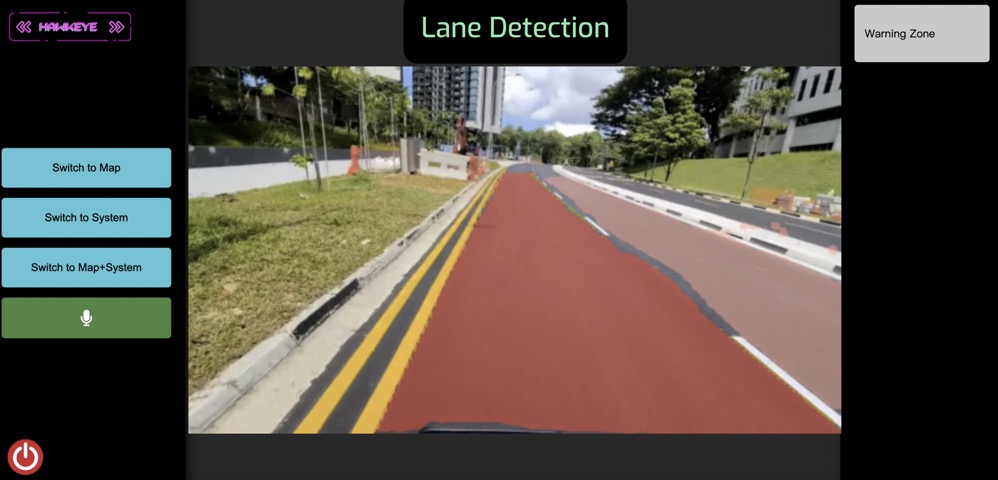 HAWKEYE
Lane Detection
Warning Zone
Switch to Map
Switch to System
Switch to Map+System